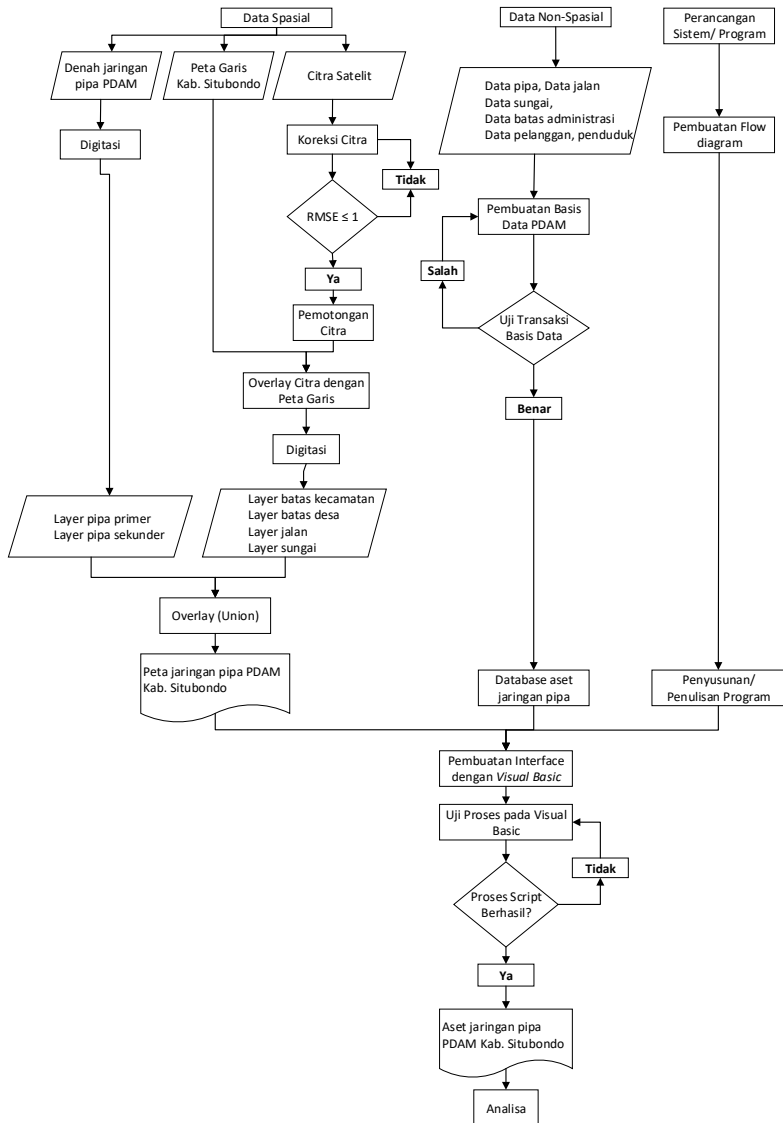 Data Spasial
Data Non-Spasial
Perancangan
Sistem/ Program
Denah jaringan
pipa PDAM
Peta Garis
Kab. Situbondo
Citra Satelit
Data pipa, Data jalan
Data sungai,
Data batas administrasi
Data pelanggan, penduduk
Pembuatan Flow
diagram
Digitasi
Koreksi Citra
Tidak
RMSE ≤ 1
Ya
Pemotongan
Citra
Pembuatan Basis
Data PDAM
Salah
Uji Transaksi
Basis Data
Benar
Overlay Citra dengan
Peta Garis
Digitasi
Layer pipa primer
Layer pipa sekunder
Layer batas kecamatan
Layer batas desa
Layer jalan
Layer sungai
Overlay (Union)
Peta jaringan pipa PDAM
Kab. Situbondo
Database aset
jaringan pipa
Penyusunan/
Penulisan Program
Pembuatan Interface
dengan Visual Basic
Uji Proses pada Visual
Basic
Tidak
Proses Script
Berhasil?
Ya
Aset jaringan pipa
PDAM Kab. Situbondo
Analisa